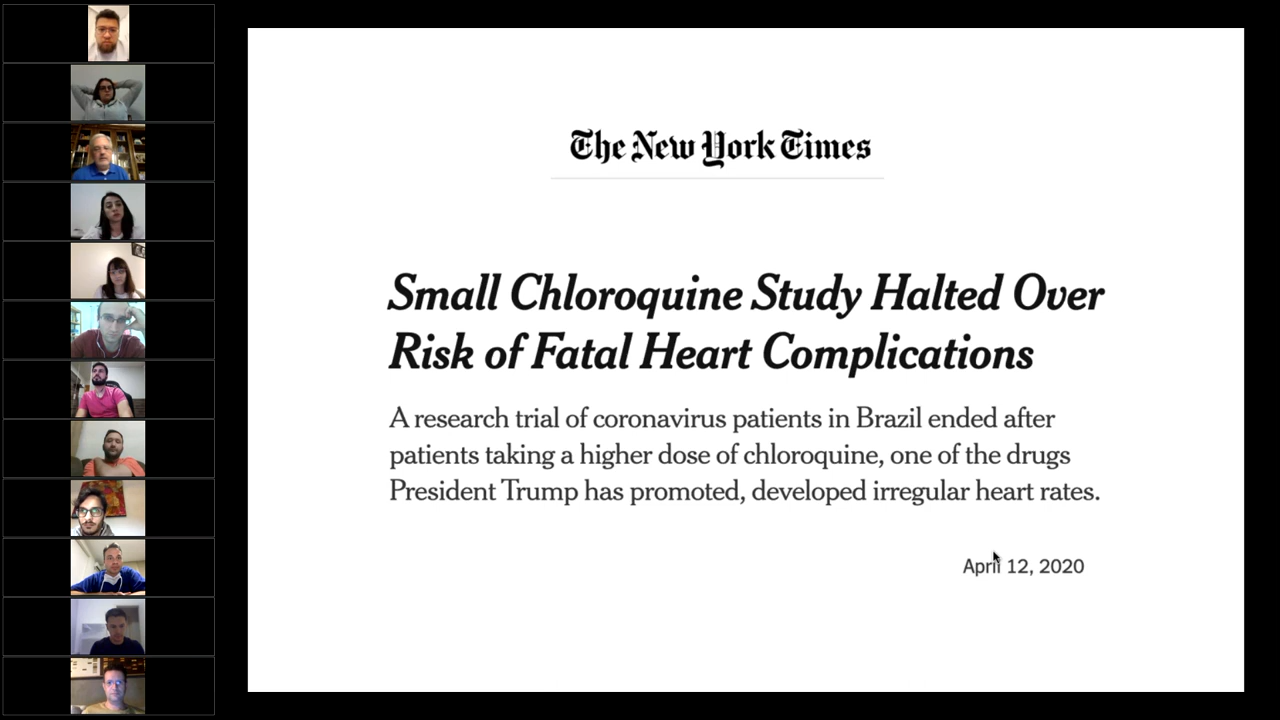 The New York Times
Small Chloroquine Study Halted Over
Risk of Fatal Heart Complications
A research trial of coronavirus patients in Brazil ended after
patients taking a higher dose of chloroquine, one of the drugs
President Trump has promoted, developed irregular heart rates.
April 12, 2020